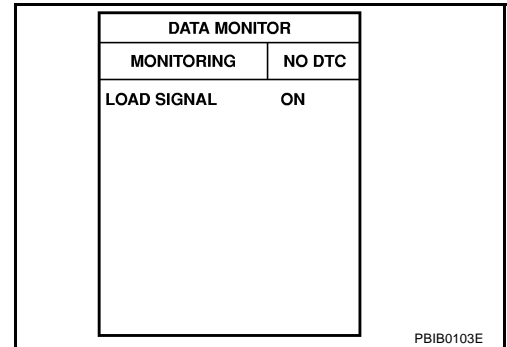 DATA MONITOR
MONITORING NO DTC
LOAD SIGNAL ON
PBIB0103E